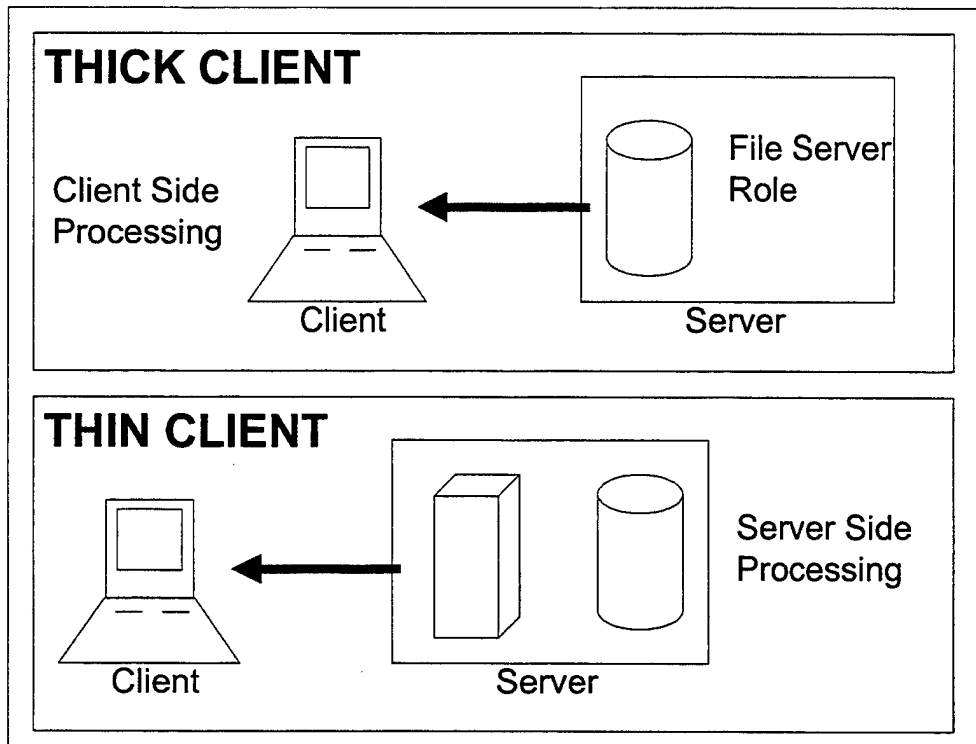 THICK CLIENT
Client Side
Processing
File Server
Role
Client
Server
THIN CLIENT
Server Side
Processing
Client
Server